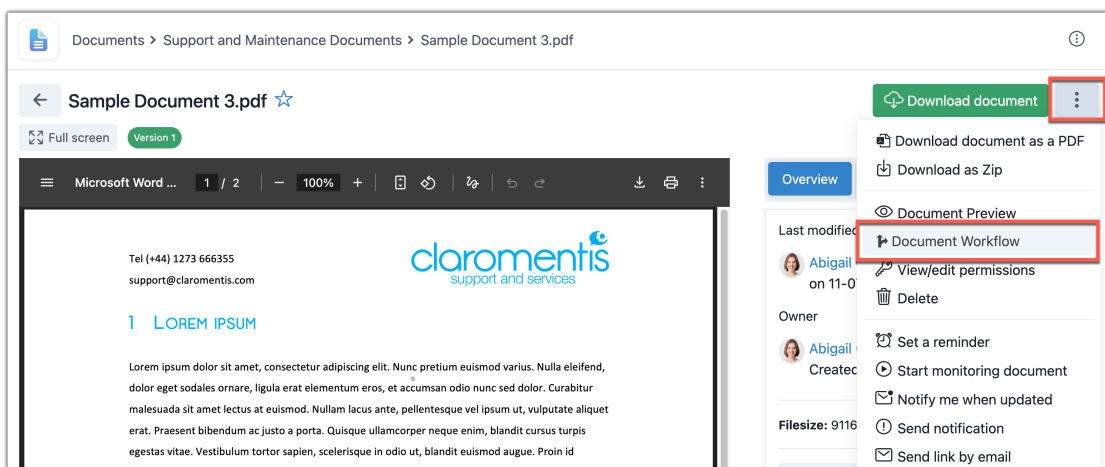 Documents > Support and Maintenance Documents > Sample Document 3.pdf
Sample Document 3.pdf
Download document
Full screen
Version 1
Download document as a PDF
Download as Zip
Document Preview
Document Workflow
View/edit permissions
Delete
Set a reminder
Start monitoring document
Notify me when updated
Send notification
Send link by email
Microsoft Word ...
1 / 2
100%
Overview
Last modified
Abigail
on 11-0
Owner
Abigail
Created
Filesize: 9116
Tel (+44) 1273 666355
support@claromentis.com
claromentis
support and services
1 LOREM IPSUM
Lorem ipsum dolor sit amet, consectetur adipiscing elit. Nunc pretium euismod varius. Nulla eleifend,
dolor eget sodales ornare, ligula erat elementum eros, et accumsan odio nunc sed dolor. Curabitur
malesuada sit amet lectus at euismod. Nullam lacus ante, pellentesque vel ipsum ut, vulputate aliquet
erat. Praesent bibendum ac justo a porta. Quisque ullamcorper neque enim, blandit cursus turpis
egestas vitae. Vestibulum tortor sapien, scelerisque in odio ut, blandit euismod augue. Proin id